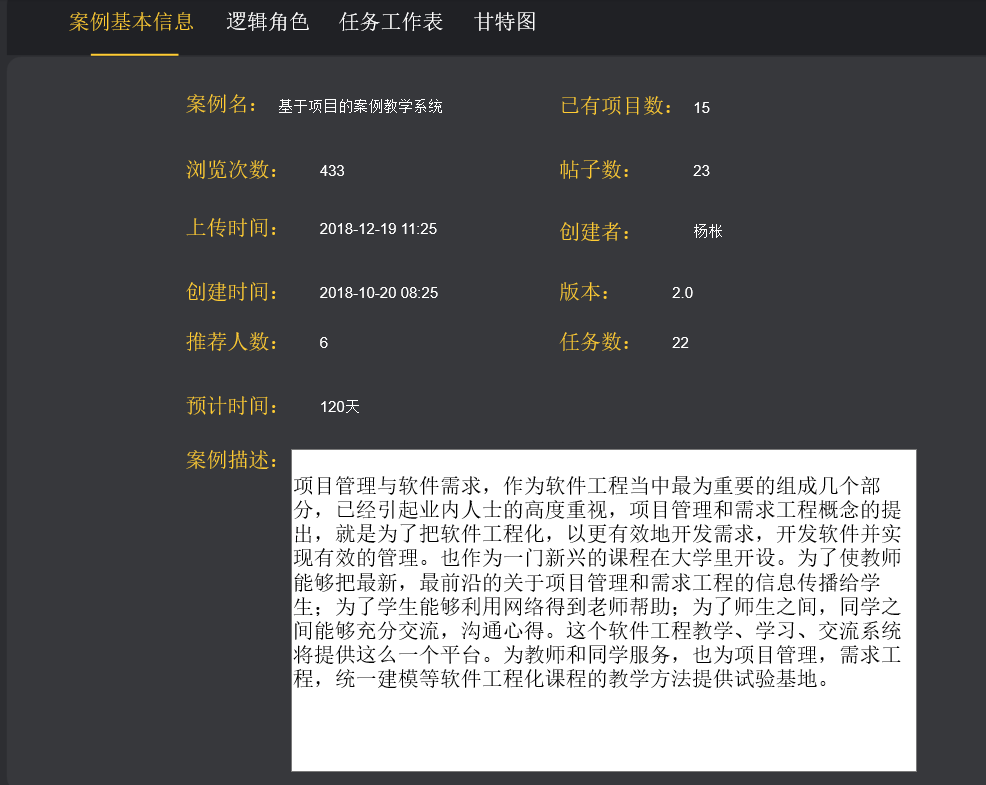 案例基本信息 逻辑角色 任务工作表 甘特图
案例名： 基于项目的案例教学系统 已有项目数： 15
浏览次数： 433 帖子数： 23
上传时间： 2018-12-19 11:25 创建者： 杨枨
创建时间： 2018-10-20 08:25 版本： 2.0
推荐人数： 6 任务数： 22
预计时间： 120天
案例描述：
项目管理与软件需求，作为软件工程当中最为重要的组成几个部
分，已经引起业内人士的高度重视，项目管理和需求工程概念的提
出，就是为了把软件工程化，以更有效地开发需求，开发软件并实
现有效的管理。也作为一门新兴的课程在大学里开设。为了使教师
能够把最新，最前沿的关于项目管理和需求工程的信息传播给学
生；为了学生能够利用网络得到老师帮助；为了师生之间，同学之
间能够充分交流，沟通心得。这个软件工程教学、学习、交流系统
将提供这么一个平台。为教师和同学服务，也为项目管理，需求工
程，统一建模等软件工程化课程的教学方法提供试验基地。